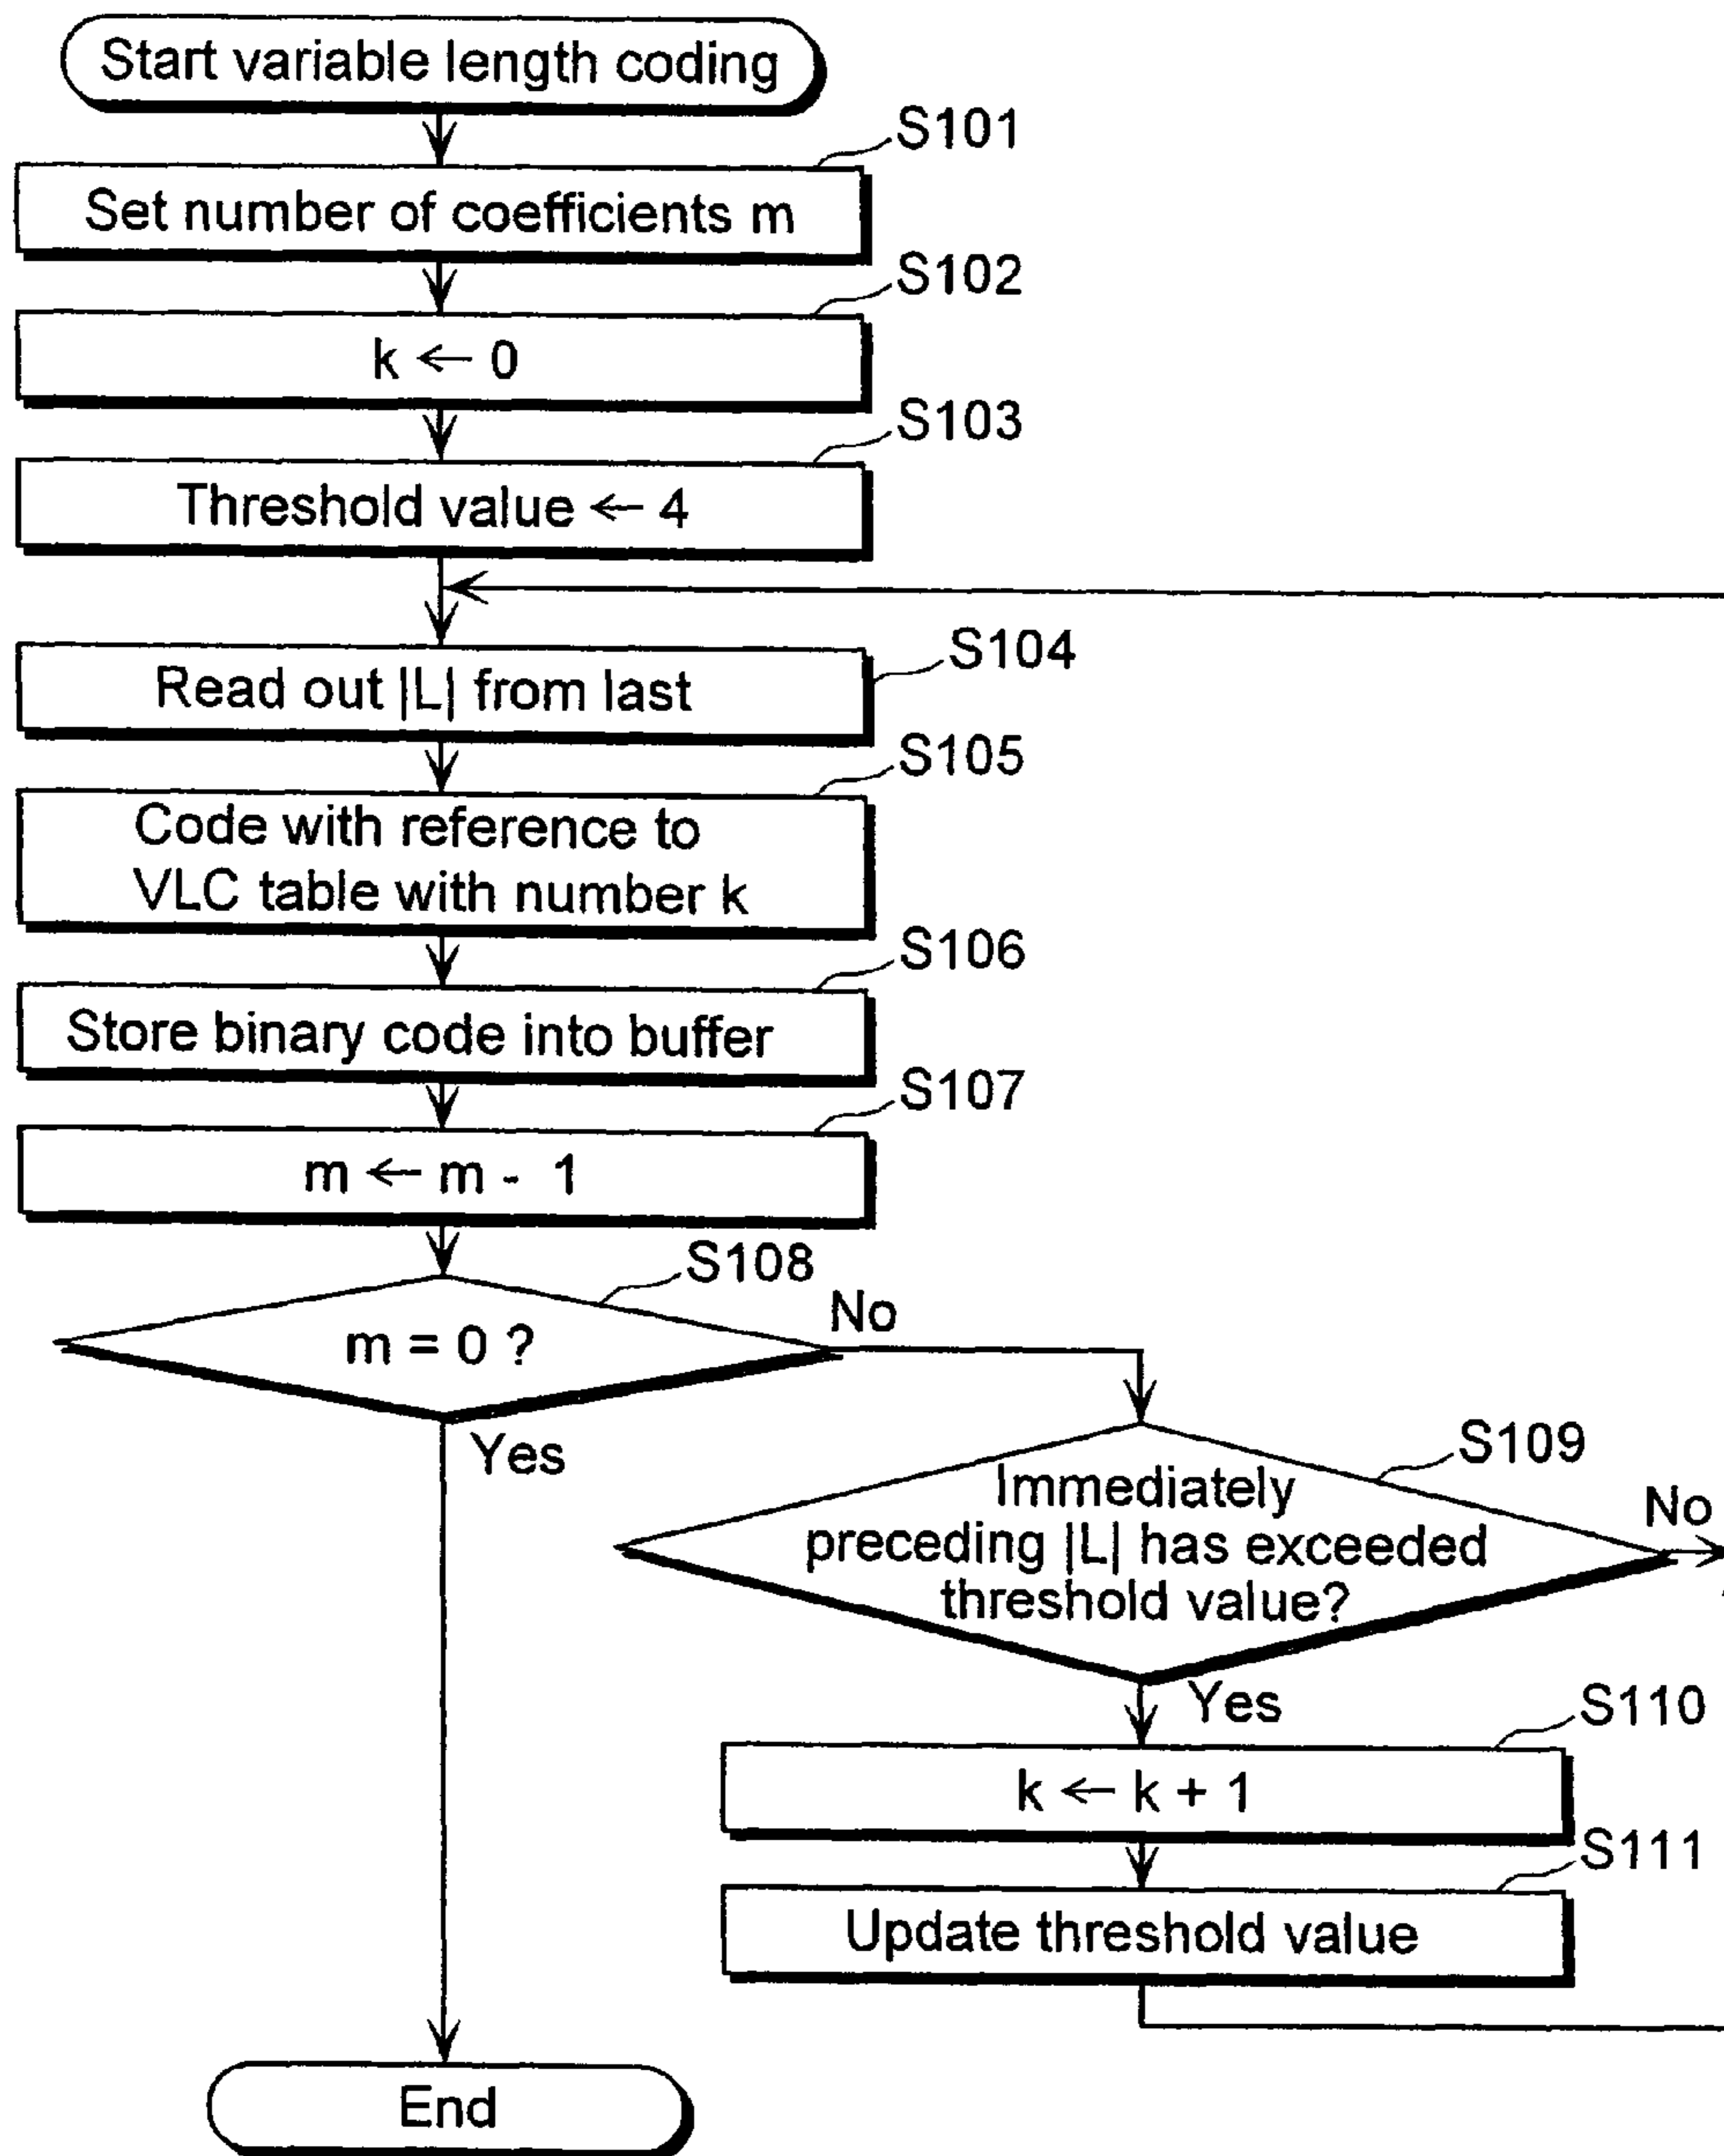 Start variable length coding
S101
Set number of coefficients m
S102
k ← 0
S103
Threshold value ← 4
S104
Read out |L| from last
S105
Code with reference to
VLC table with number k
S106
Store binary code into buffer
S107
m ← m - 1
S108
m = 0 ?
No
Yes
S109
Immediately
preceding |L| has exceeded
threshold value?
No
Yes
S110
k ← k + 1
S111
Update threshold value
End